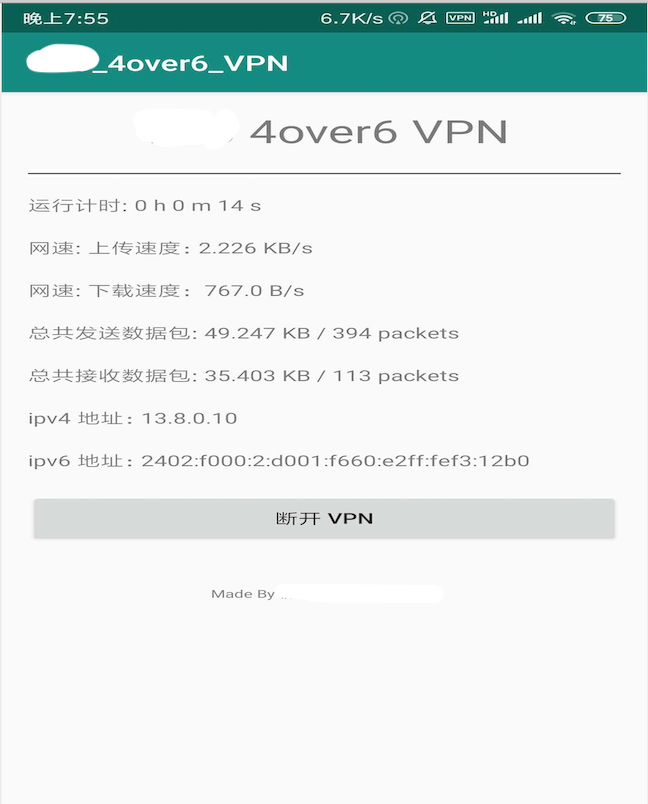 晚上7:55 6.7K/s VPN HD 75
_4over6_VPN
4over6 VPN
运行计时: 0 h 0 m 14 s
网速: 上传速度: 2.226 KB/s
网速: 下载速度: 767.0 B/s
总共发送数据包: 49.247 KB / 394 packets
总共接收数据包: 35.403 KB / 113 packets
ipv4 地址: 13.8.0.10
ipv6 地址: 2402:f000:2:d001:f660:e2ff:fef3:12b0
断开 VPN
Made By